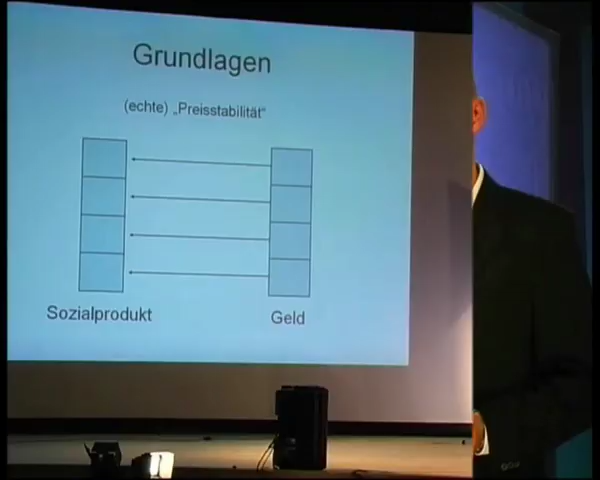 Grundlagen
(echte) „Preisstabilität“
Sozialprodukt
Geld